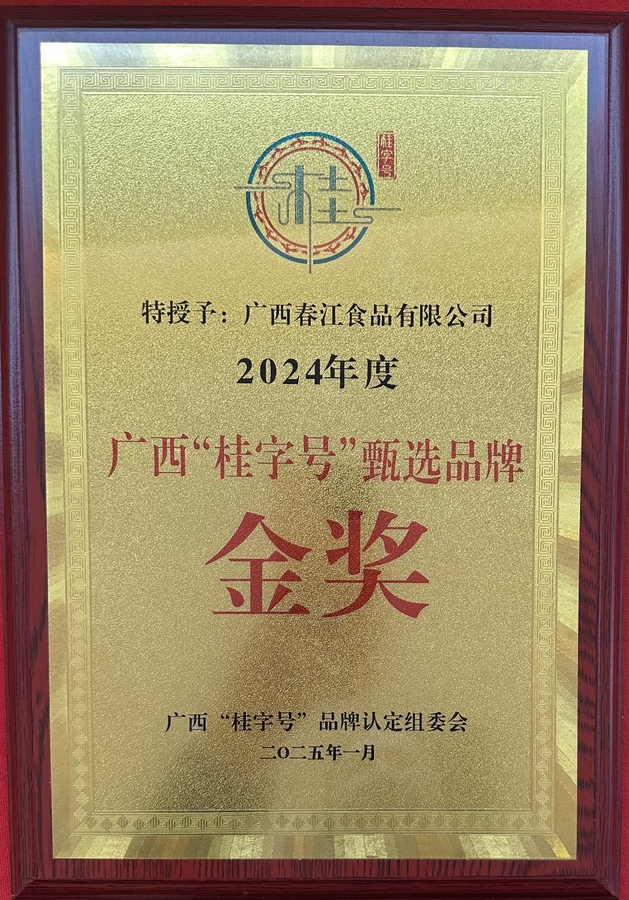 桂
桂字号
特授予：广西春江食品有限公司
2024年度
广西“桂字号”甄选品牌
金奖
广西“桂字号”品牌认定组委会
二〇二五年一月